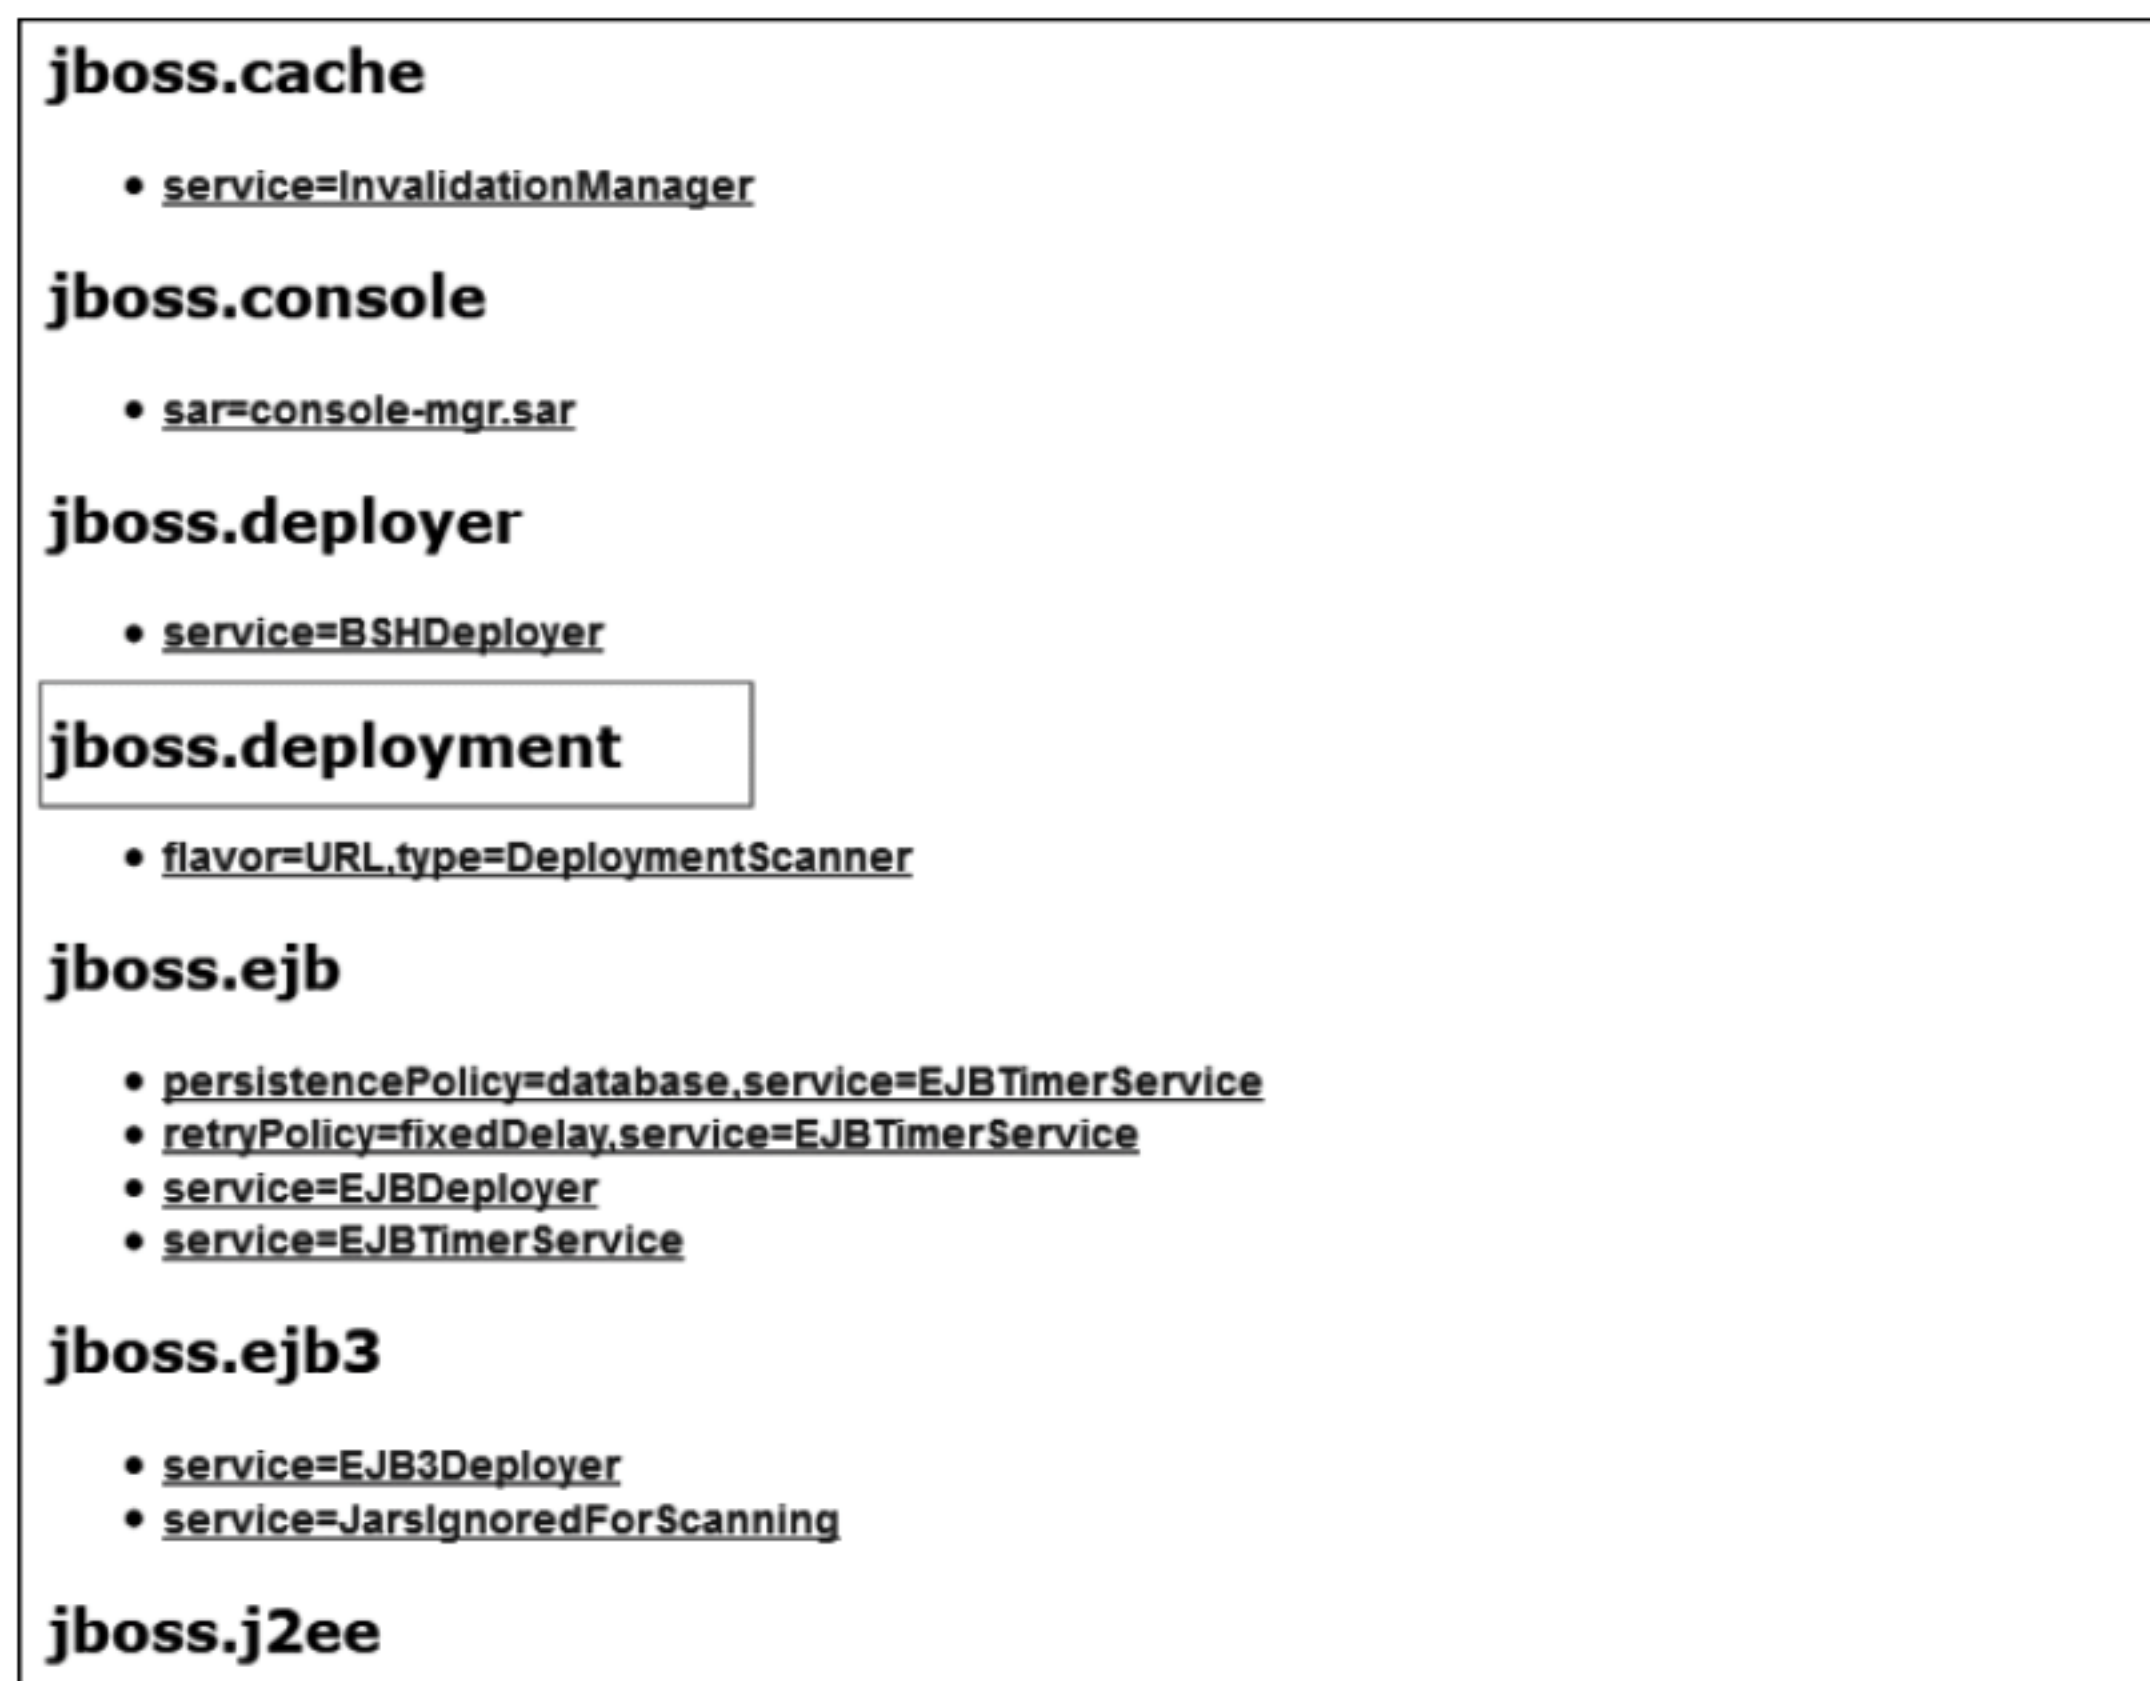 jboss.cache
service=InvalidationManager
jboss.console
sar=console-mgr.sar
jboss.deployer
service=BSHDeployer
jboss.deployment
flavor=URL,type=DeploymentScanner
jboss.ejb
persistencePolicy=database,service=EJBTimerService
retryPolicy=fixedDelay,service=EJBTimerService
service=EJBDeployer
service=EJBTimerService
jboss.ejb3
service=EJB3Deployer
service=JarsIgnoredForScanning
jboss.j2ee